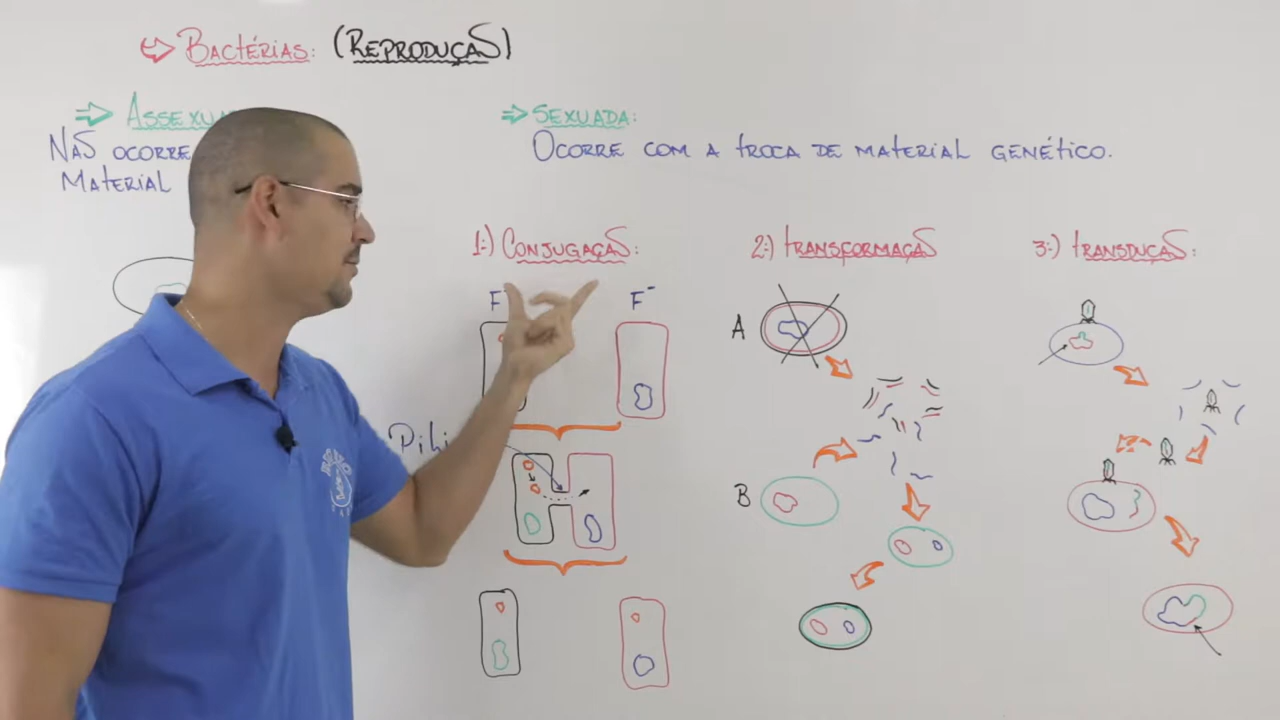 BACTÉRIAS: (REPRODUÇÃO)
ASSEXUA
NÃO OCORRE
MATERIAL
SEXUADA:
OCORRE COM A TROCA DE MATERIAL GENÉTICO.
1:) CONJUGAÇÃO:
F
F-
Pili
2:) TRANSFORMAÇÃO
A
B
3:) TRANSDUÇÃO: